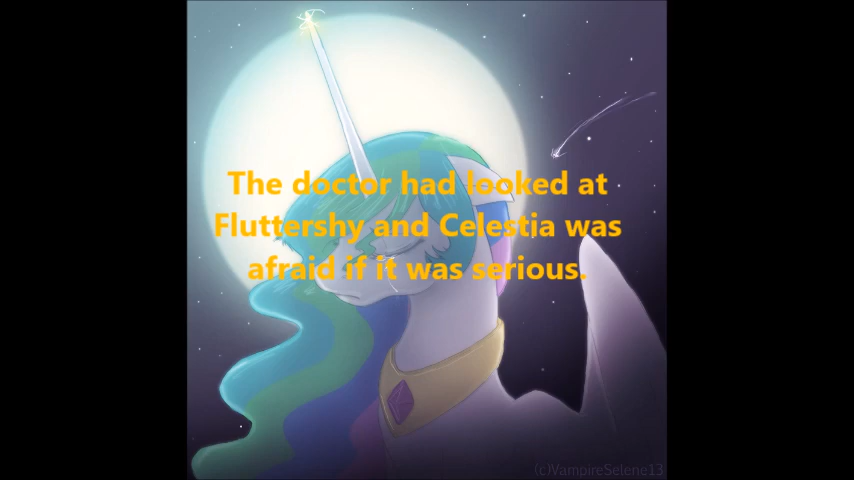 The doctor had looked at
Fluttershy and Celestia was
afraid if it was serious.
(c)VampireSelene13